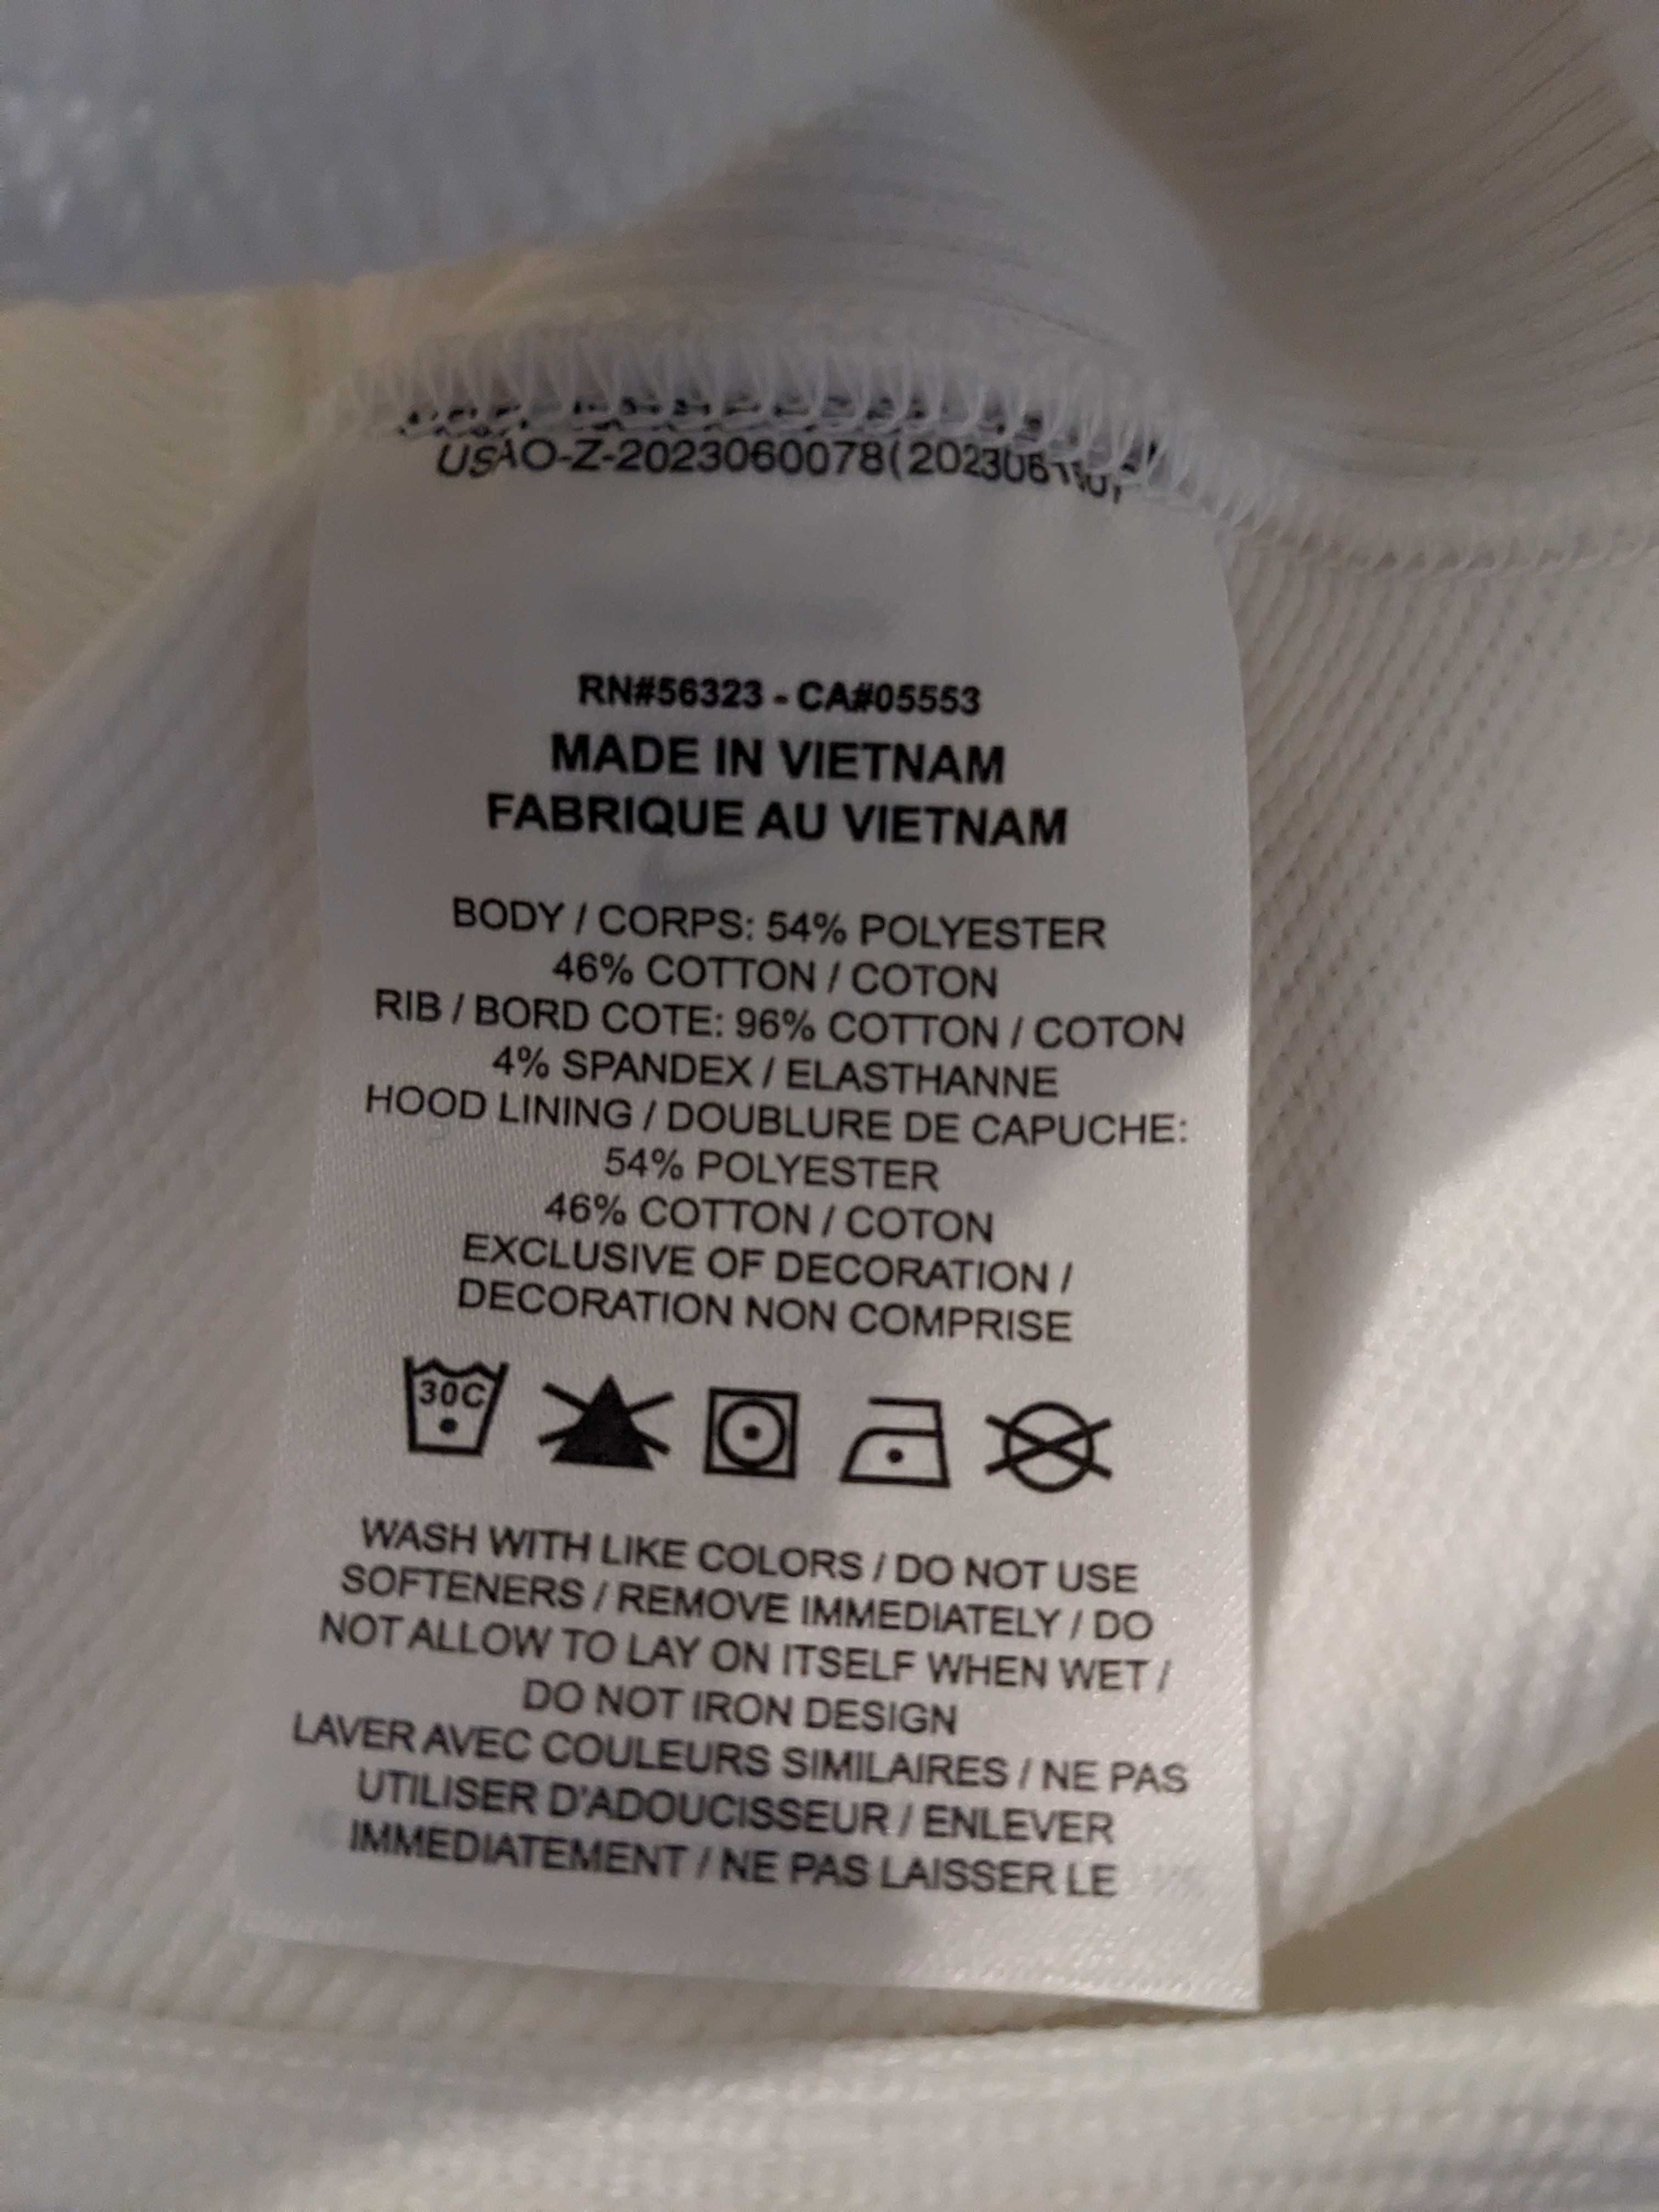 USAO-Z-2023060078(202306
RN#56323 - CA#05553
MADE IN VIETNAM
FABRIQUE AU VIETNAM
BODY / CORPS: 54% POLYESTER
46% COTTON / COTON
RIB / BORD COTE: 96% COTTON / COTON
4% SPANDEX / ELASTHANNE
HOOD LINING / DOUBLURE DE CAPUCHE:
54% POLYESTER
46% COTTON / COTON
EXCLUSIVE OF DECORATION /
DECORATION NON COMPRISE
30C
WASH WITH LIKE COLORS / DO NOT USE
SOFTENERS / REMOVE IMMEDIATELY / DO
NOT ALLOW TO LAY ON ITSELF WHEN WET /
DO NOT IRON DESIGN
LAVER AVEC COULEURS SIMILAIRES / NE PAS
UTILISER D'ADOUCISSEUR / ENLEVER
IMMEDIATEMENT / NE PAS LAISSER LE